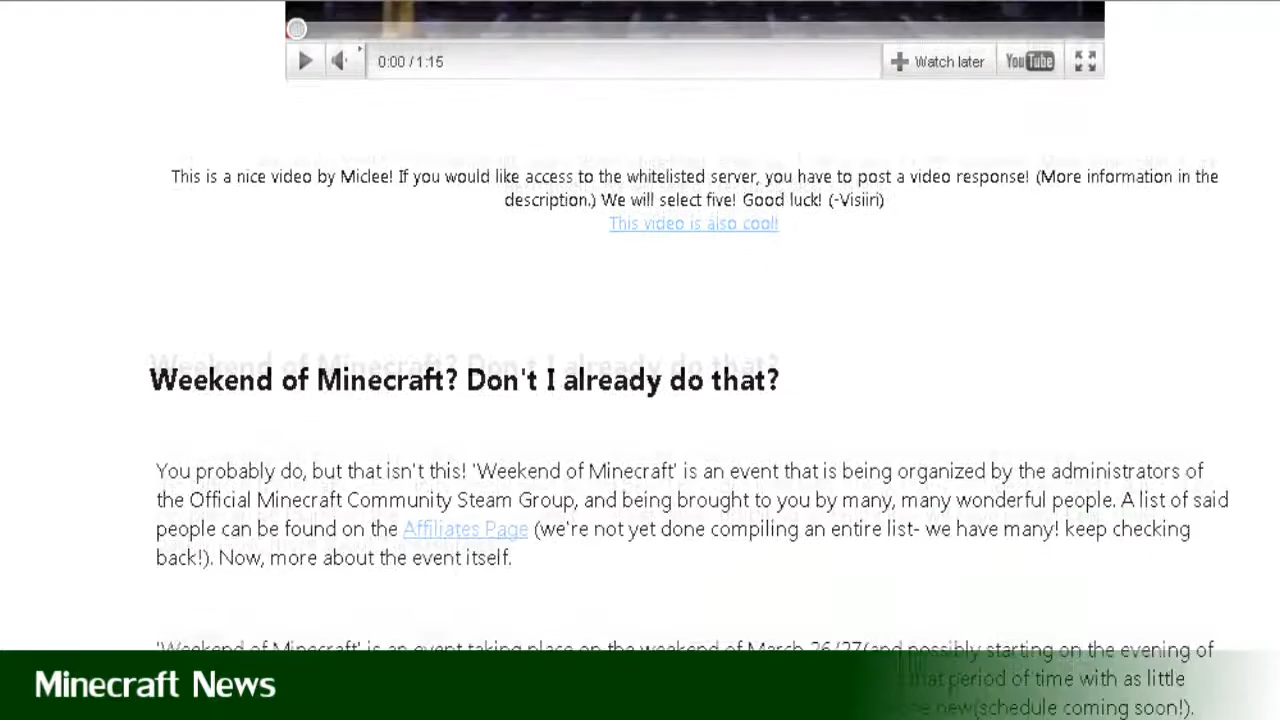 0:00 / 1:15
Watch later
YouTube
This is a nice video by Miclee! If you would like access to the whitelisted server, you have to post a video response! (More information in the
description.) We will select five! Good luck! (-Visiiri)
This video is also cool!
Weekend of Minecraft? Don't I already do that?
You probably do, but that isn't this! 'Weekend of Minecraft' is an event that is being organized by the administrators of
the Official Minecraft Community Steam Group, and being brought to you by many, many wonderful people. A list of said
people can be found on the Affiliates Page (we're not yet done compiling an entire list- we have many! keep checking
back!). Now, more about the event itself.
'Weekend of Minecraft' is an event taking place on the weekend of March 26/27(and possibly starting on the evening of
that period of time with as little
new(schedule coming soon!).
Minecraft News